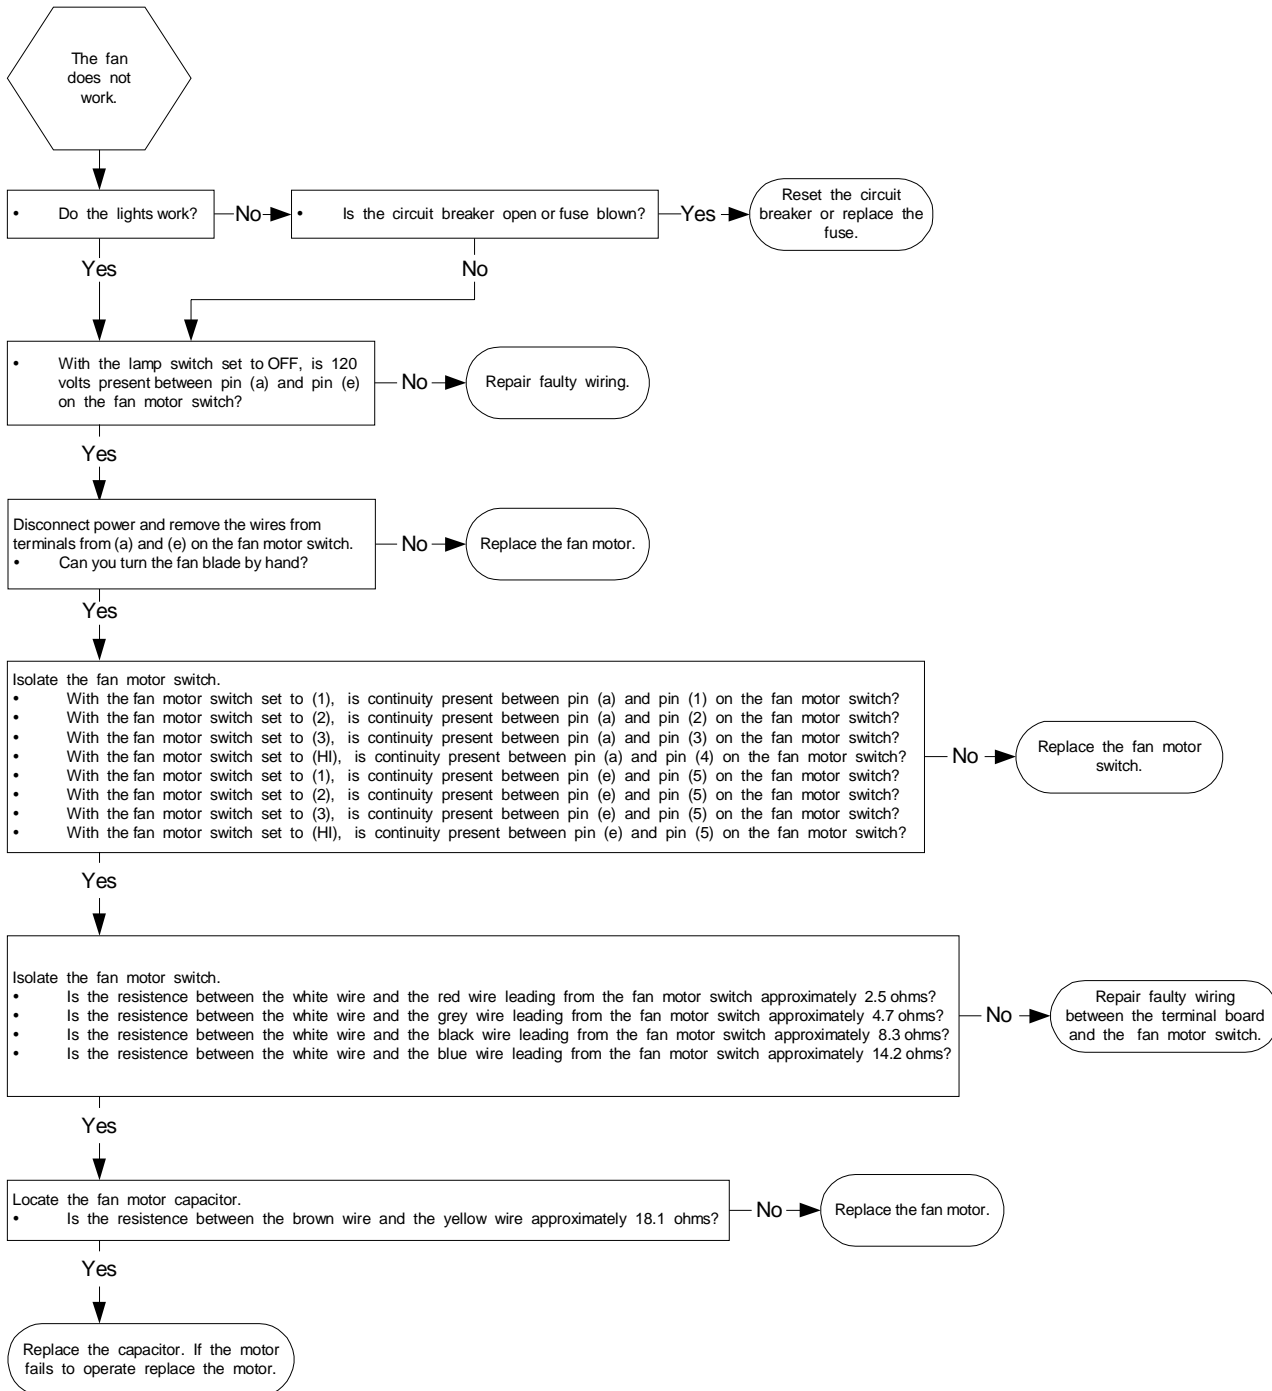 The fan
does not
work.
• Do the lights work?
No
• Is the circuit breaker open or fuse blown?
Yes
Reset the circuit
breaker or replace the
fuse.
Yes
No
• With the lamp switch set to OFF, is 120
volts present between pin (a) and pin (e)
on the fan motor switch?
No
Repair faulty wiring.
Yes
Disconnect power and remove the wires from
terminals from (a) and (e) on the fan motor switch.
• Can you turn the fan blade by hand?
No
Replace the fan motor.
Yes
Isolate the fan motor switch.
• With the fan motor switch set to (1), is continuity present between pin (a) and pin (1) on the fan motor switch?
• With the fan motor switch set to (2), is continuity present between pin (a) and pin (2) on the fan motor switch?
• With the fan motor switch set to (3), is continuity present between pin (a) and pin (3) on the fan motor switch?
• With the fan motor switch set to (HI), is continuity present between pin (a) and pin (4) on the fan motor switch?
• With the fan motor switch set to (1), is continuity present between pin (e) and pin (5) on the fan motor switch?
• With the fan motor switch set to (2), is continuity present between pin (e) and pin (5) on the fan motor switch?
• With the fan motor switch set to (3), is continuity present between pin (e) and pin (5) on the fan motor switch?
• With the fan motor switch set to (HI), is continuity present between pin (e) and pin (5) on the fan motor switch?
No
Replace the fan motor
switch.
Yes
Isolate the fan motor switch.
• Is the resistence between the white wire and the red wire leading from the fan motor switch approximately 2.5 ohms?
• Is the resistence between the white wire and the grey wire leading from the fan motor switch approximately 4.7 ohms?
• Is the resistence between the white wire and the black wire leading from the fan motor switch approximately 8.3 ohms?
• Is the resistence between the white wire and the blue wire leading from the fan motor switch approximately 14.2 ohms?
No
Repair faulty wiring
between the terminal board
and the fan motor switch.
Yes
Locate the fan motor capacitor.
• Is the resistence between the brown wire and the yellow wire approximately 18.1 ohms?
No
Replace the fan motor.
Yes
Replace the capacitor. If the motor
fails to operate replace the motor.